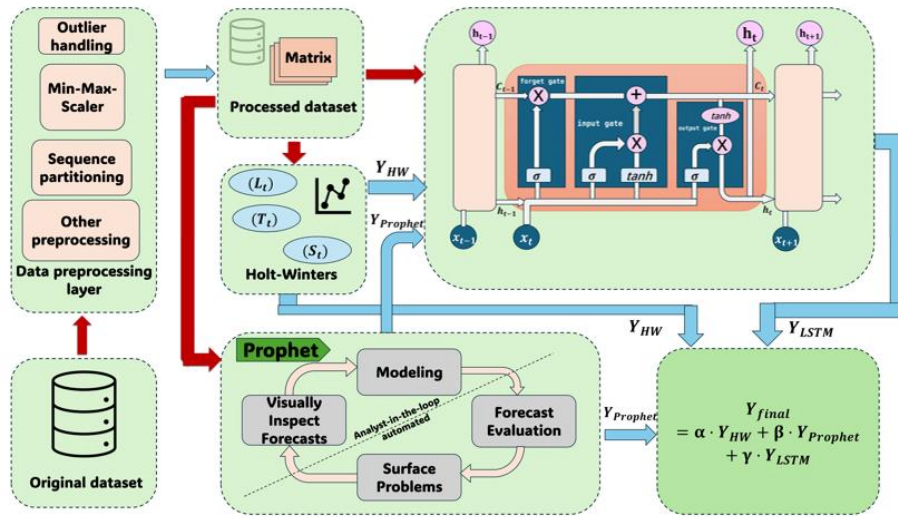 Outlier
handling
Min-Max-
Scaler
Sequence
partitioning
Other
preprocessing
Data preprocessing
layer
Original dataset
Matrix
Processed dataset
(L_t)
(T_t)
(S_t)
Holt-Winters
Y_HW
Y_Prophet
h_{t-1}
h_t
h_{t+1}
C_{t-1}
forget gate
X
+
C_t
input gate
X
tanh
output gate
X
σ
σ
tanh
σ
h_{t-1}
h_t
x_{t-1}
x_t
x_{t+1}
Y_HW
Y_LSTM
Prophet
Modeling
Visually
Inspect
Forecasts
Analyst-in-the-loop
automated
Forecast
Evaluation
Surface
Problems
Y_Prophet
Y_final
= α · Y_HW + β · Y_Prophet
+ γ · Y_LSTM